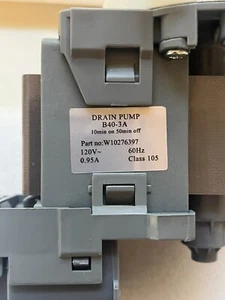 DRAIN PUMP
B40-3A
10min on 50min off
Part no:W10276397
120V~ 60Hz
0.95A Class 105